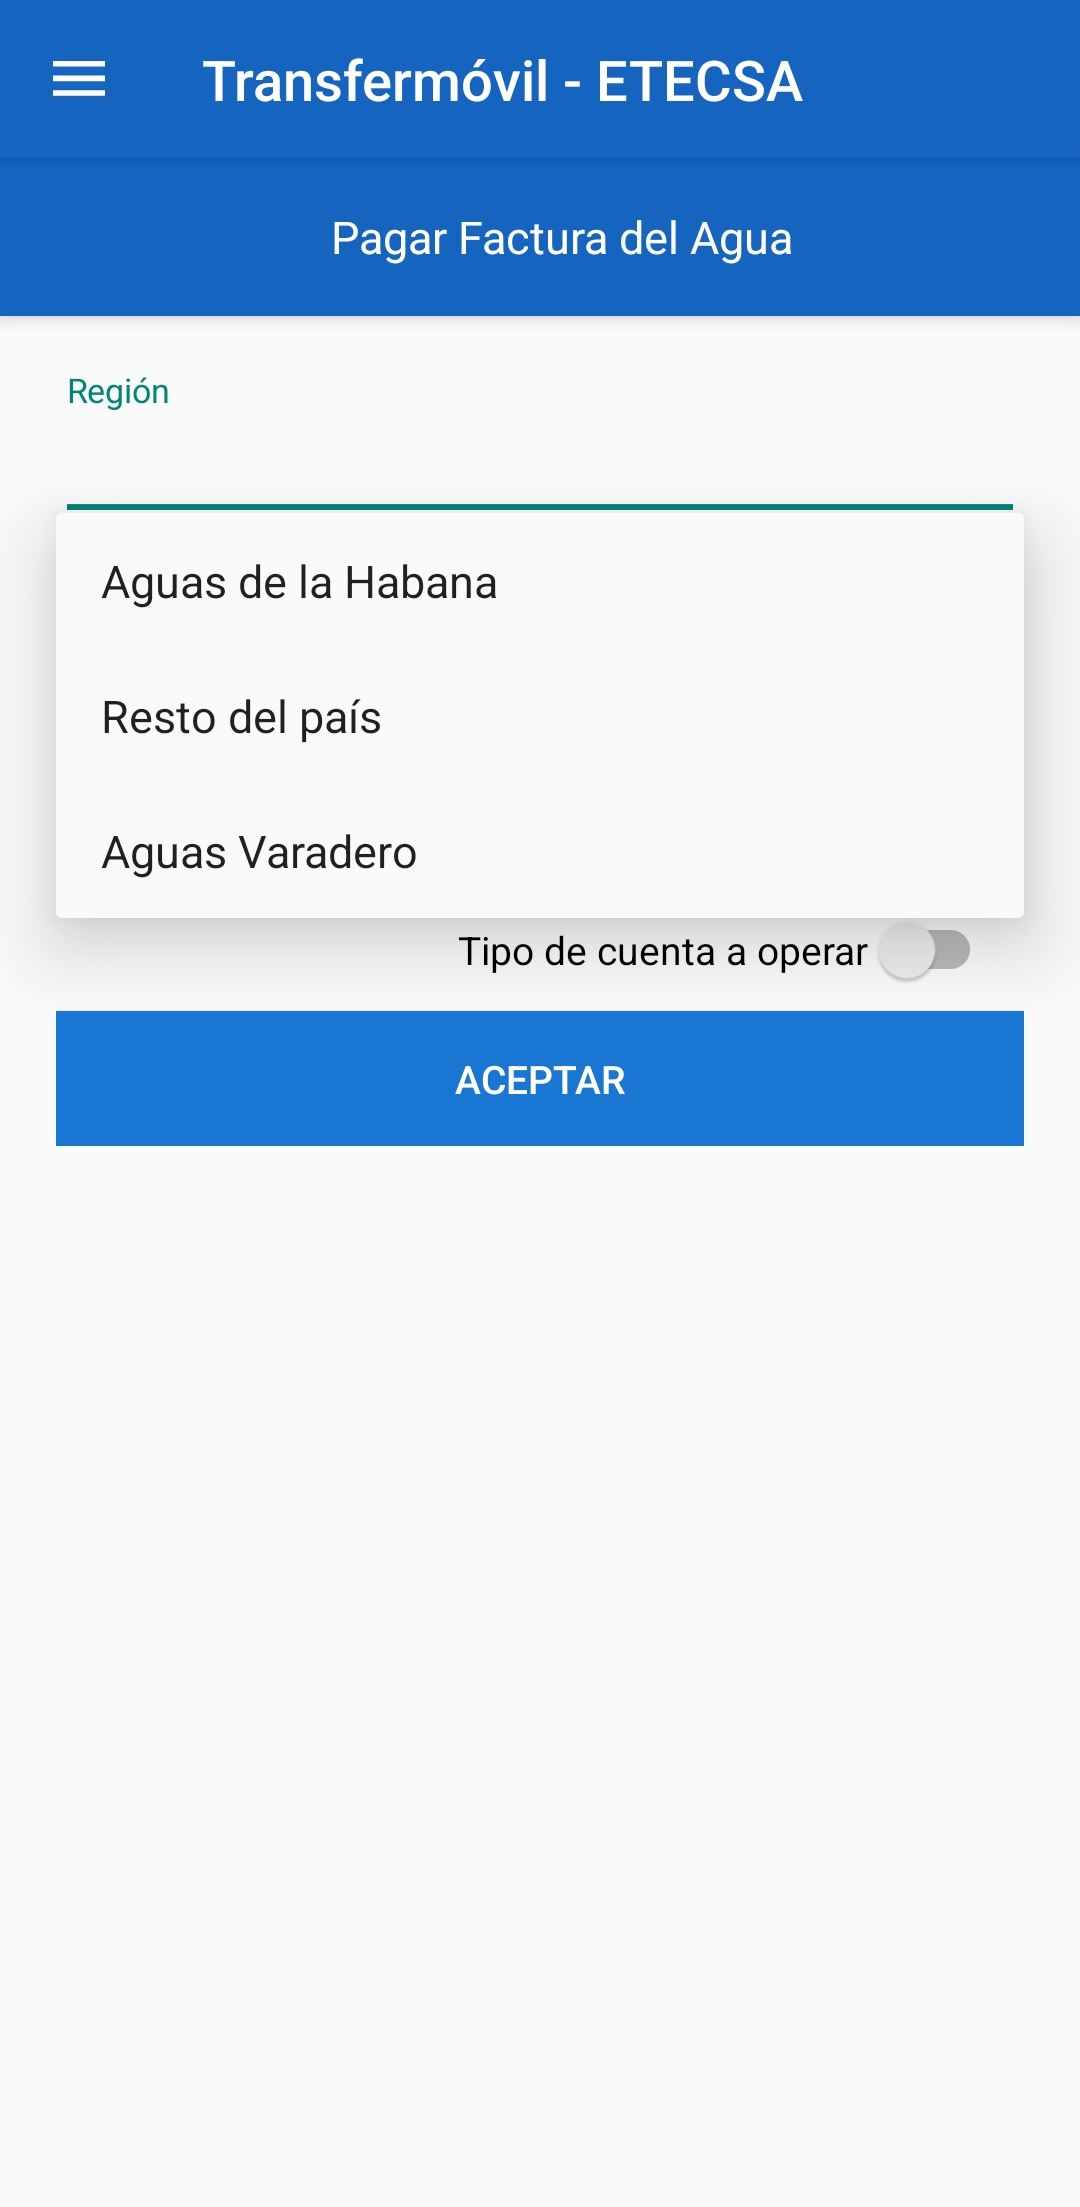 Transfermóvil - ETECSA
Pagar Factura del Agua
Región
Aguas de la Habana
Resto del país
Aguas Varadero
Tipo de cuenta a operar
ACEPTAR